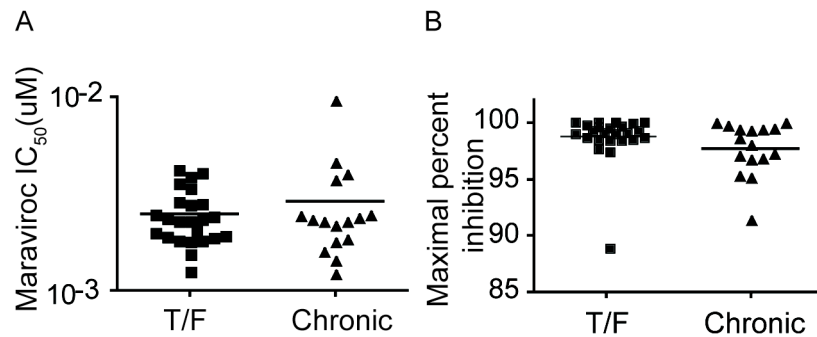 A
Maraviroc IC50(uM)
10-2
10-3
T/F
Chronic
B
Maximal percent
inhibition
100
95
90
85
T/F
Chronic